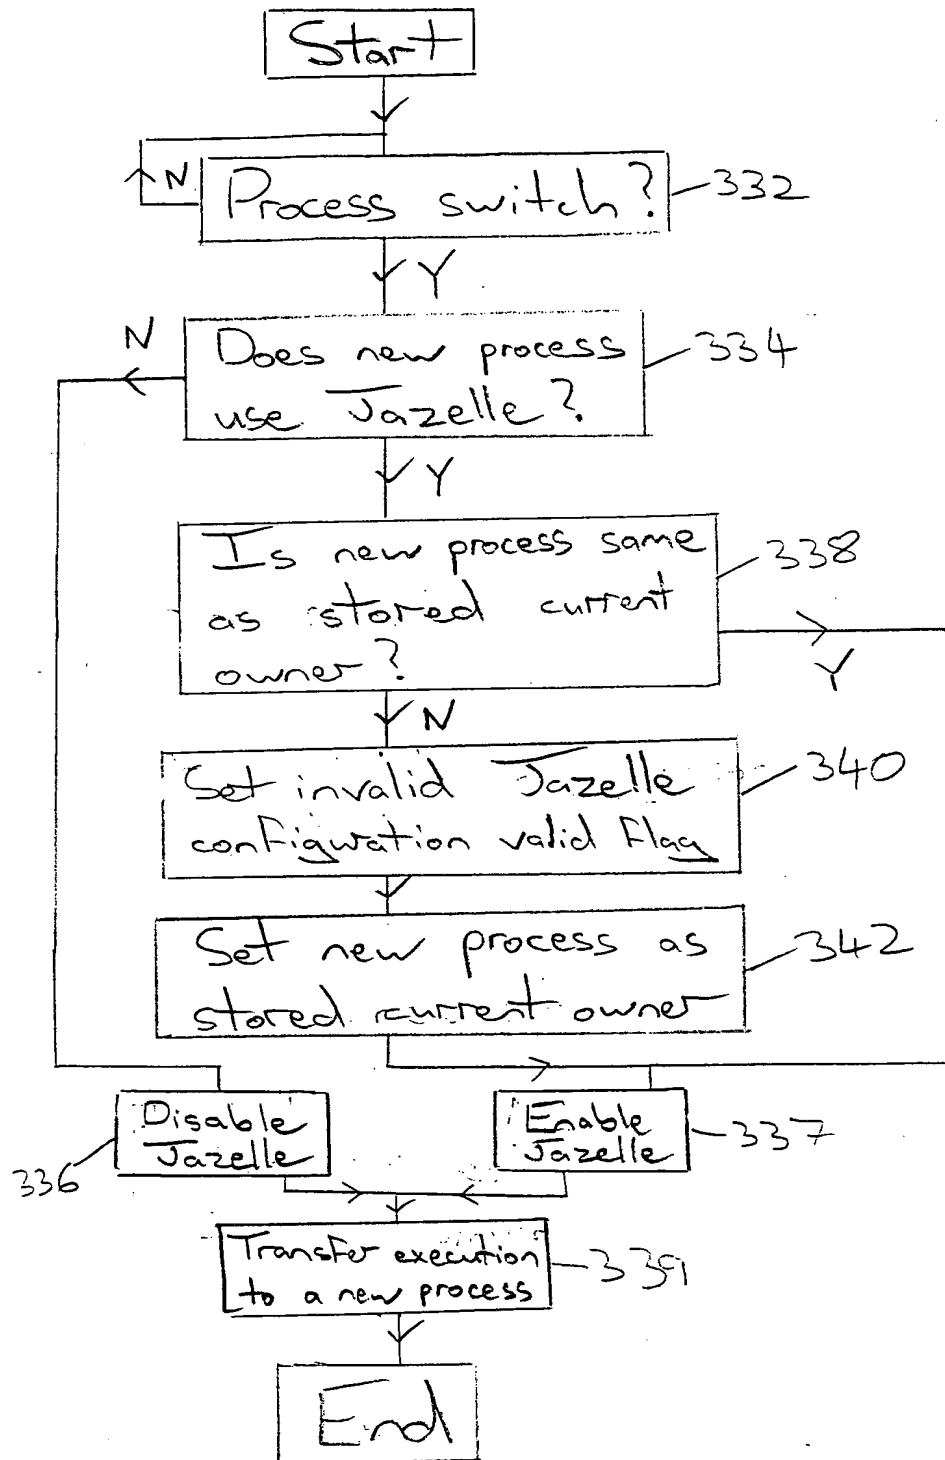 Start
N
Process switch?
332
Y
N
Does new process
use Jazelle?
334
Y
Is new process same
as stored current
owner?
338
Y
N
Set invalid Jazelle
configuration valid flag
340
Set new process as
stored current owner
342
Disable
Jazelle
336
Enable
Jazelle
337
Transfer execution
to a new process
339
End